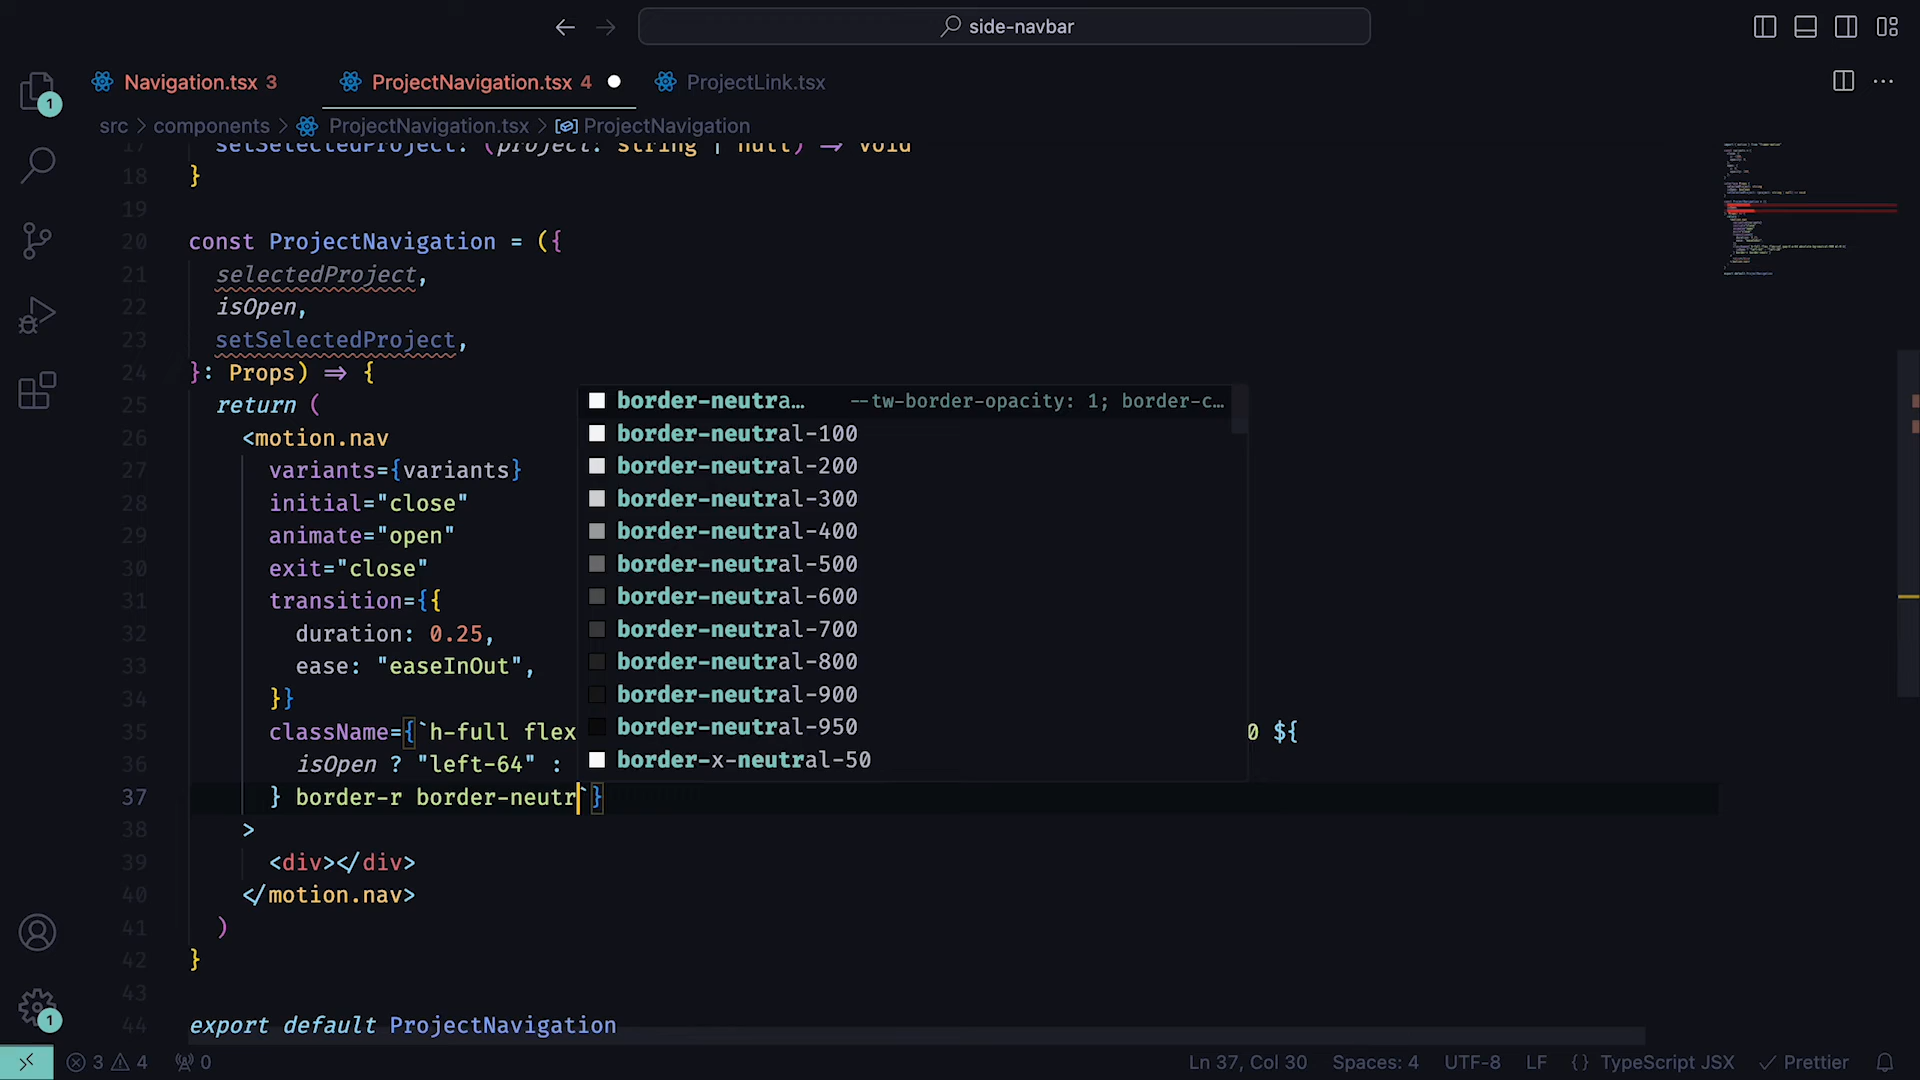 side-navbar
Navigation.tsx 3
ProjectNavigation.tsx 4
ProjectLink.tsx
1
src > components > ProjectNavigation.tsx > ProjectNavigation
17 setSelectedProject: (project: string | null) => void
18 }
19
20 const ProjectNavigation = ({
21 selectedProject,
22 isOpen,
23 setSelectedProject,
24 }: Props) => {
25 return (
26 <motion.nav
27 variants={variants}
28 initial="close"
29 animate="open"
30 exit="close"
31 transition={{
32 duration: 0.25,
33 ease: "easeInOut",
34 }}
35 className={`h-full flex 0 ${
36 isOpen ? "left-64" :
37 } border-r border-neutr`}
38 >
39 <div></div>
40 </motion.nav>
41 )
42 }
43
44 export default ProjectNavigation
border-neutra… --tw-border-opacity: 1; border-c…
border-neutral-100
border-neutral-200
border-neutral-300
border-neutral-400
border-neutral-500
border-neutral-600
border-neutral-700
border-neutral-800
border-neutral-900
border-neutral-950
border-x-neutral-50
1
3 4 0
Ln 37, Col 30 Spaces: 4 UTF-8 LF {} TypeScript JSX Prettier